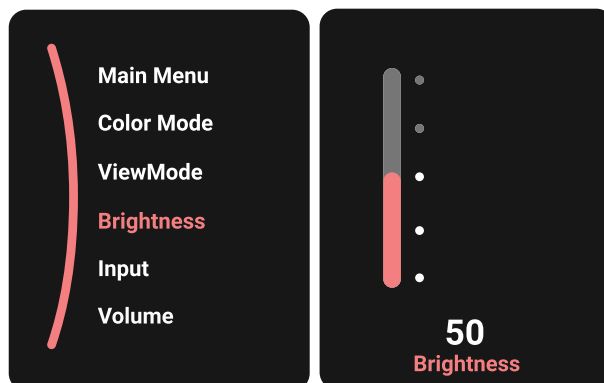 Main Menu
Color Mode
ViewMode
Brightness
Input
Volume
50
Brightness